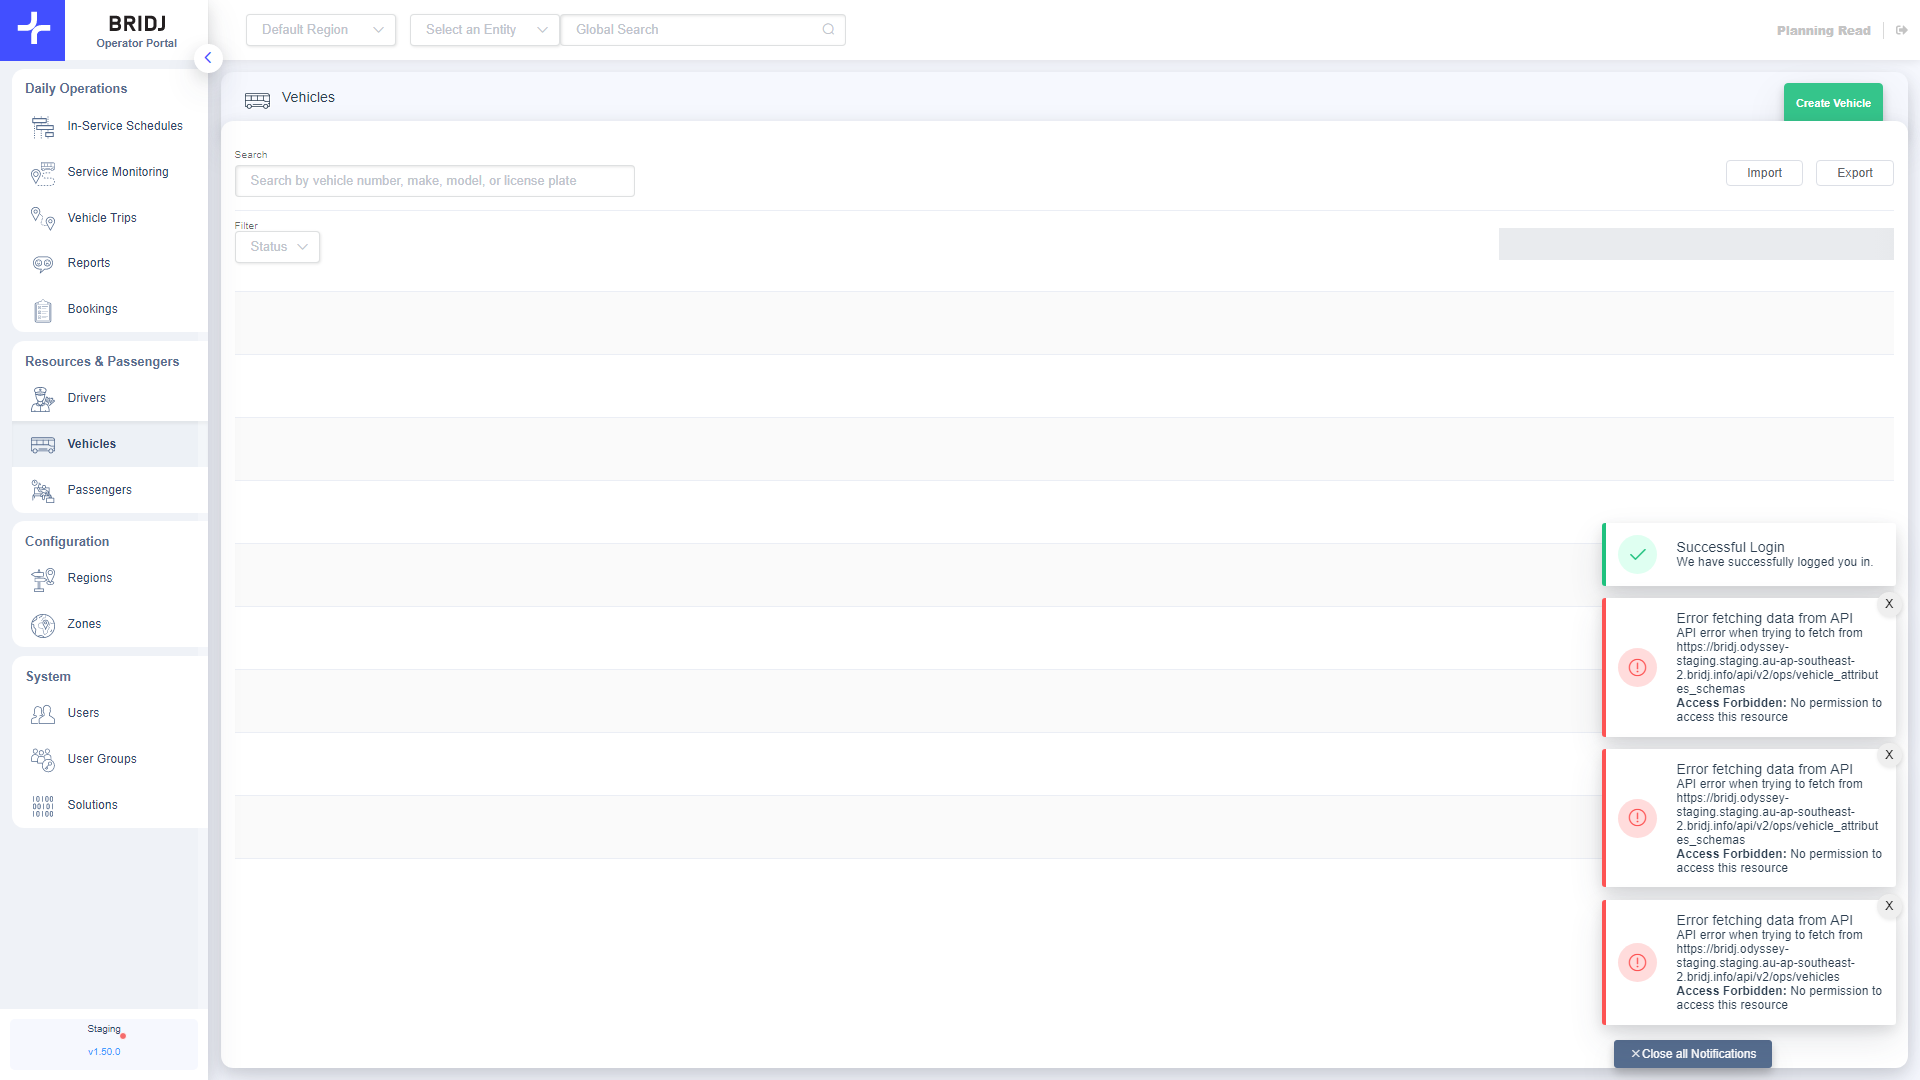 BRIDJ
Operator Portal
Default Region
Select an Entity
Global Search
Planning Read
Daily Operations
In-Service Schedules
Service Monitoring
Vehicle Trips
Reports
Bookings
Resources & Passengers
Drivers
Vehicles
Passengers
Configuration
Regions
Zones
System
Users
User Groups
Solutions
Staging
v1.50.0
Vehicles
Create Vehicle
Search
Search by vehicle number, make, model, or license plate
Import
Export
Filter
Status
Successful Login
We have successfully logged you in.
X
Error fetching data from API
API error when trying to fetch from
https://bridj.odyssey-
staging.staging.au-ap-southeast-
2.bridj.info/api/v2/ops/vehicle_attribut
es_schemas
Access Forbidden: No permission to
access this resource
X
Error fetching data from API
API error when trying to fetch from
https://bridj.odyssey-
staging.staging.au-ap-southeast-
2.bridj.info/api/v2/ops/vehicle_attribut
es_schemas
Access Forbidden: No permission to
access this resource
X
Error fetching data from API
API error when trying to fetch from
https://bridj.odyssey-
staging.staging.au-ap-southeast-
2.bridj.info/api/v2/ops/vehicles
Access Forbidden: No permission to
access this resource
×Close all Notifications